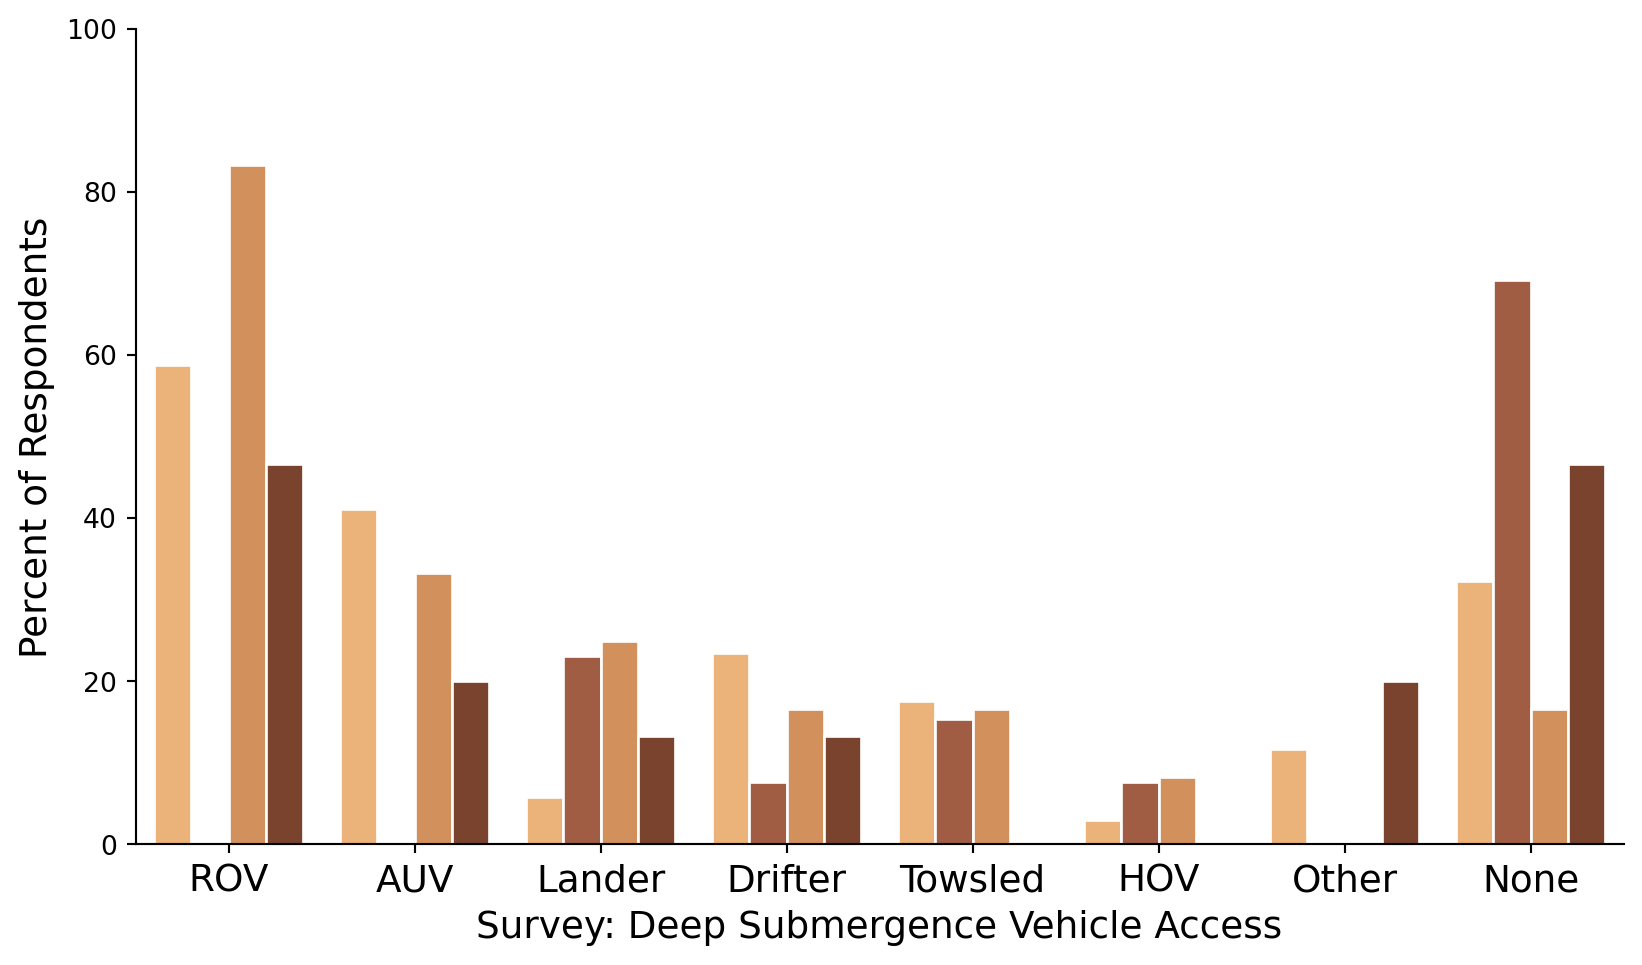 100
80
60
40
20
0
Percent of Respondents
ROV AUV Lander Drifter Towsled HOV Other None
Survey: Deep Submergence Vehicle Access